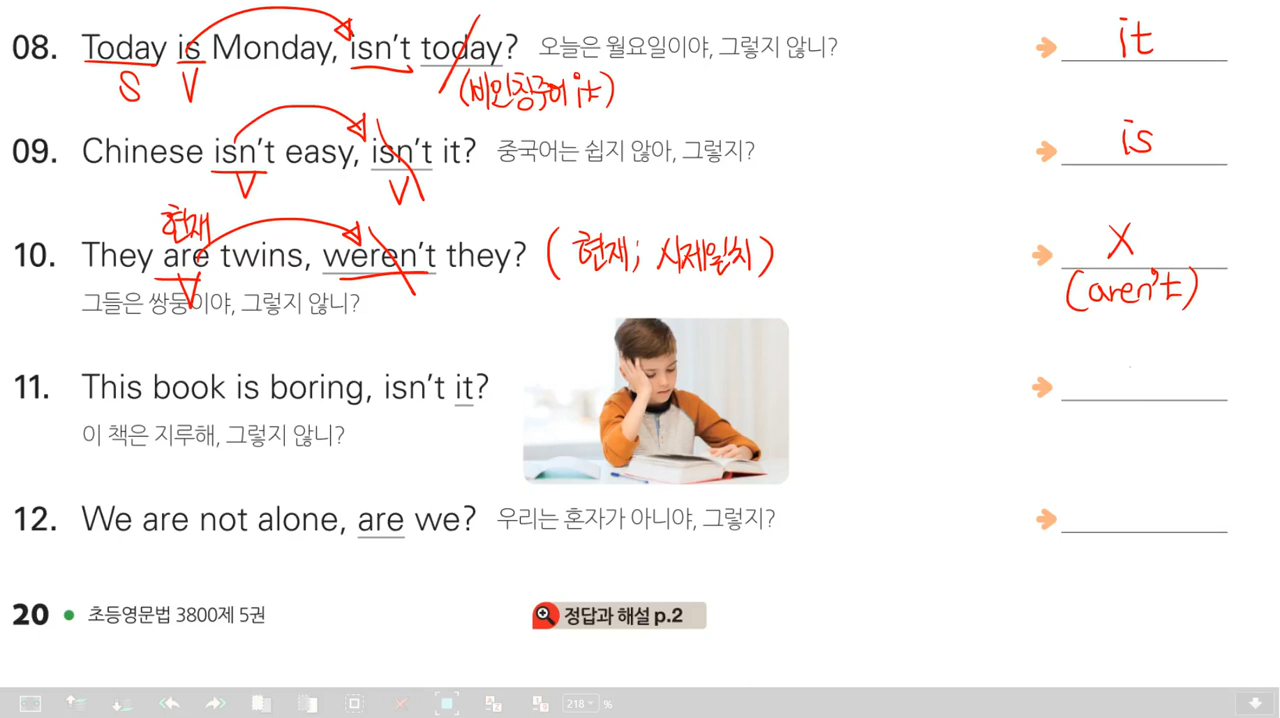 08. Today is Monday, isn't today? 오늘은 월요일이야, 그렇지 않니? it
S V (비인칭주어 it)
09. Chinese isn't easy, isn't it? 중국어는 쉽지 않아, 그렇지? is
V V
현재
10. They are twins, weren't they? (현재; 시제일치) X
V
그들은 쌍둥이야, 그렇지 않니? (aren't)
11. This book is boring, isn't it?
이 책은 지루해, 그렇지 않니?
12. We are not alone, are we? 우리는 혼자가 아니야, 그렇지?
20 초등영문법 3800제 5권 정답과 해설 p.2
218 %